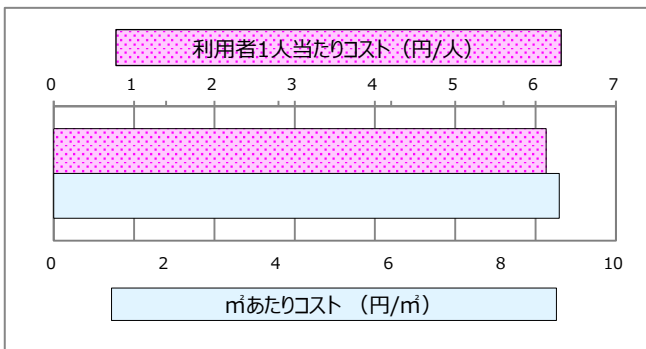 利用者1人当たりコスト（円/人）
0 1 2 3 4 5 6 7
0 2 4 6 8 10
㎡あたりコスト （円/㎡）